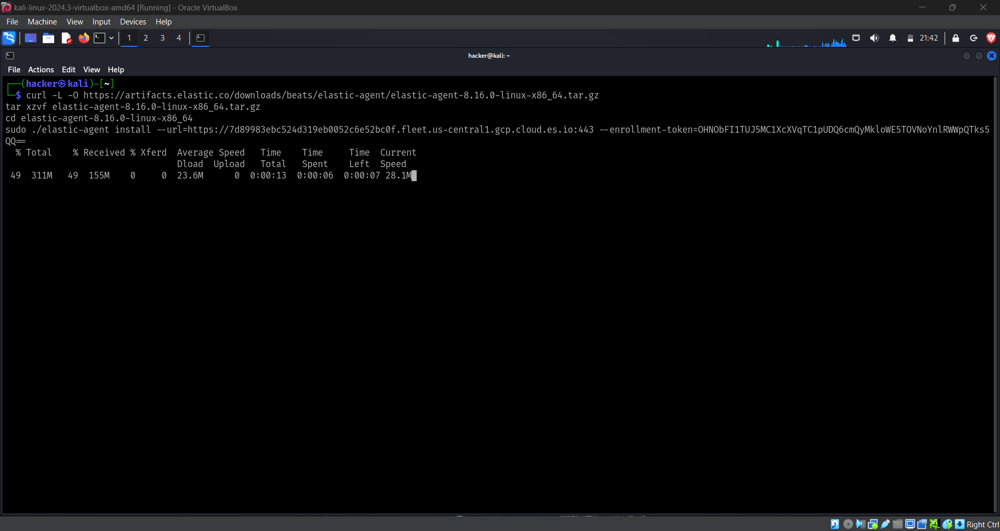 kali-linux-2024.3-virtualbox-amd64 [Running] - Oracle VirtualBox
File Machine View Input Devices Help
1 2 3 4 21:42
hacker@kali: ~
File Actions Edit View Help
┌──(hacker㉿kali)-[~]
└─$ curl -L -O https://artifacts.elastic.co/downloads/beats/elastic-agent/elastic-agent-8.16.0-linux-x86_64.tar.gz
tar xzvf elastic-agent-8.16.0-linux-x86_64.tar.gz
cd elastic-agent-8.16.0-linux-x86_64
sudo ./elastic-agent install --url=https://7d89983ebc524d319eb0052c6e52bc0f.fleet.us-central1.gcp.cloud.es.io:443 --enrollment-token=OHNObFI1TUJ5MC1XcXVqTC1pUDQ6cmQyMkloWE5TOVNoYnlRWWpQTks5
QQ==
% Total % Received % Xferd Average Speed Time Time Time Current
Dload Upload Total Spent Left Speed
49 311M 49 155M 0 0 23.6M 0 0:00:13 0:00:06 0:00:07 28.1M
Right Ctrl